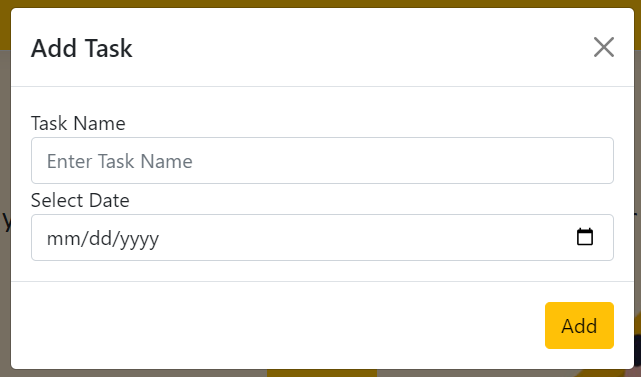 Add Task
Task Name
Enter Task Name
Select Date
mm/dd/yyyy
Add